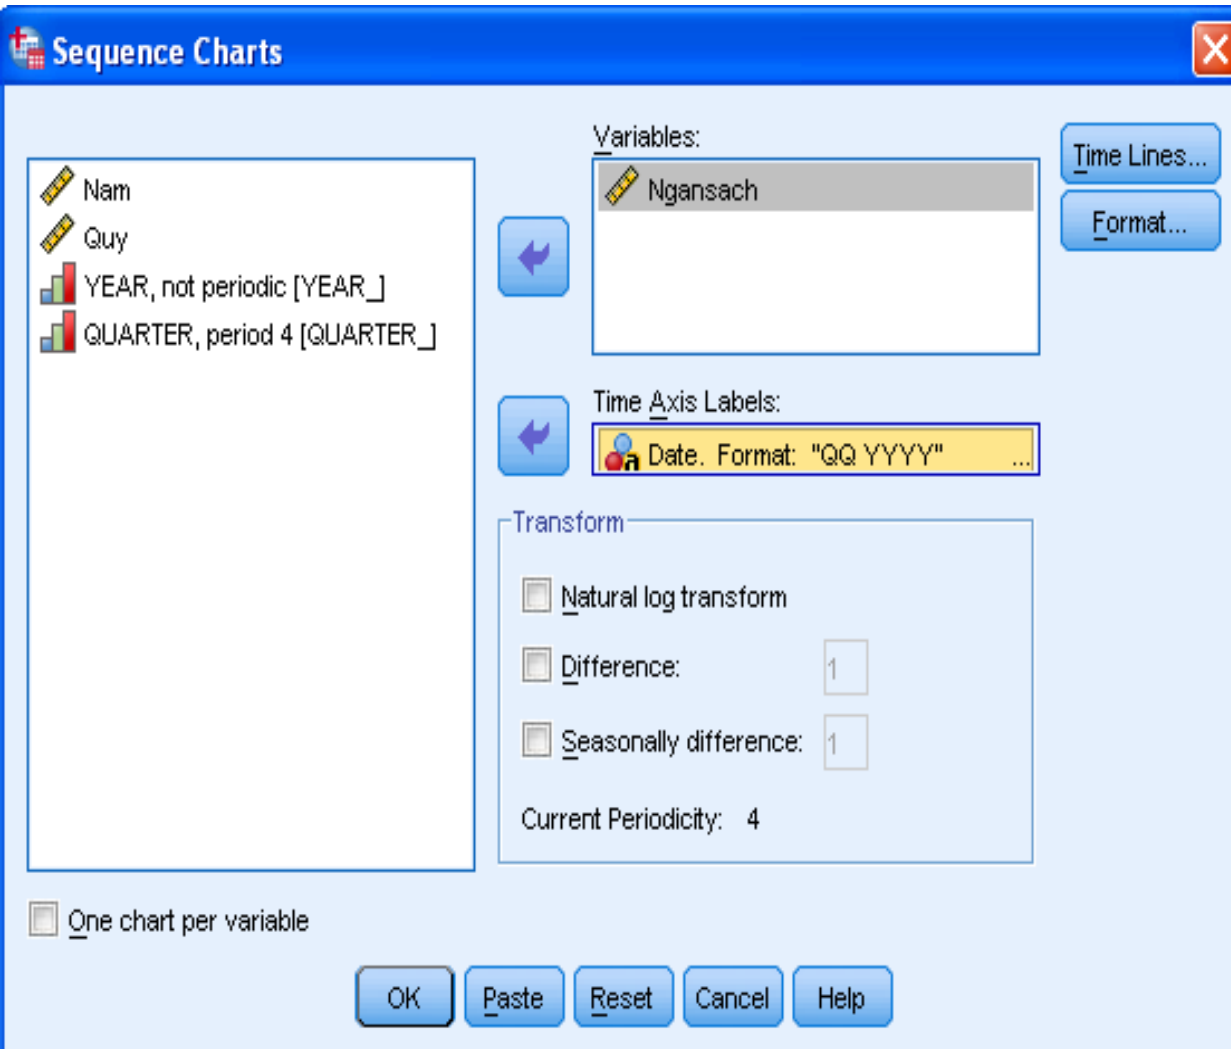 Sequence Charts
Variables:
Nam
Quy
YEAR, not periodic [YEAR_]
QUARTER, period 4 [QUARTER_]
Ngansach
Time Lines...
Format...
Time Axis Labels:
Date. Format: "QQ YYYY" ...
Transform
Natural log transform
Difference: 1
Seasonally difference: 1
Current Periodicity: 4
One chart per variable
OK Paste Reset Cancel Help